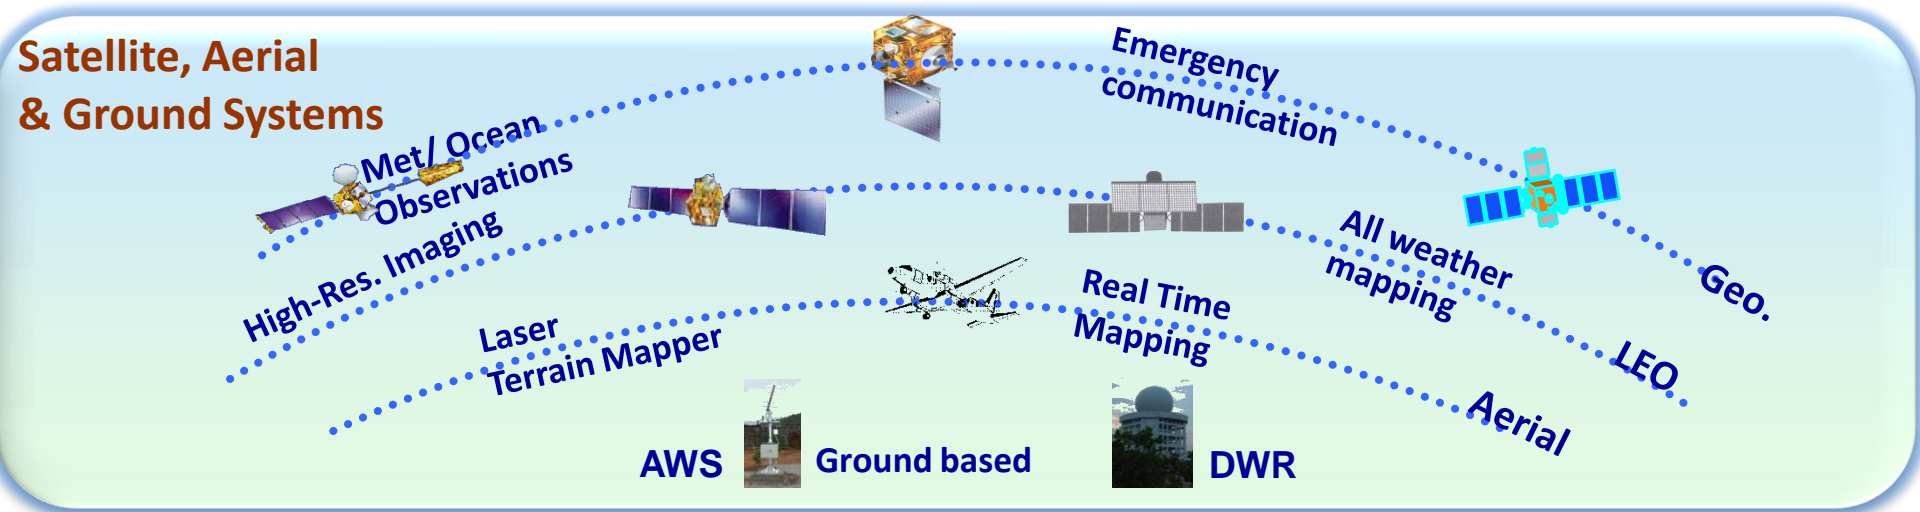 Satellite, Aerial
& Ground Systems
Emergency
communication
Met/ Ocean
Observations
High-Res. Imaging
All weather
mapping
Geo.
Laser
Terrain Mapper
Real Time
Mapping
LEO
Aerial
AWS
Ground based
DWR